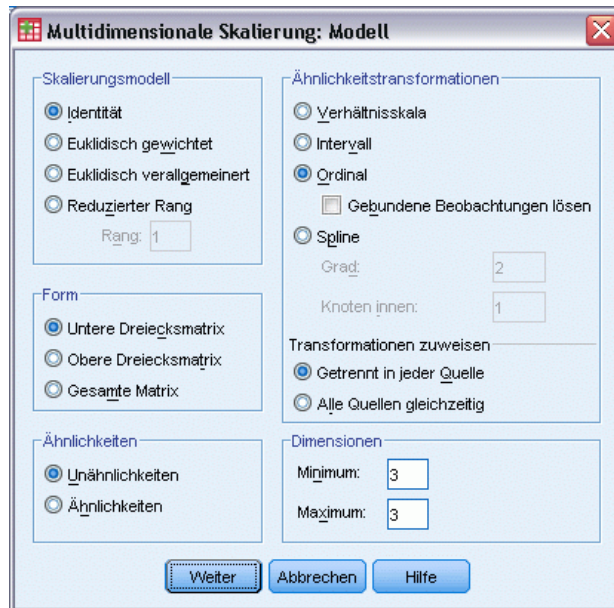 Multidimensionale Skalierung: Modell
Skalierungsmodell
Identität
Euklidisch gewichtet
Euklidisch verallgemeinert
Reduzierter Rang
Rang: 1
Form
Untere Dreiecksmatrix
Obere Dreiecksmatrix
Gesamte Matrix
Ähnlichkeiten
Unähnlichkeiten
Ähnlichkeiten
Ähnlichkeitstransformationen
Verhältnisskala
Intervall
Ordinal
Gebundene Beobachtungen lösen
Spline
Grad: 2
Knoten innen: 1
Transformationen zuweisen
Getrennt in jeder Quelle
Alle Quellen gleichzeitig
Dimensionen
Minimum: 3
Maximum: 3
Weiter Abbrechen Hilfe